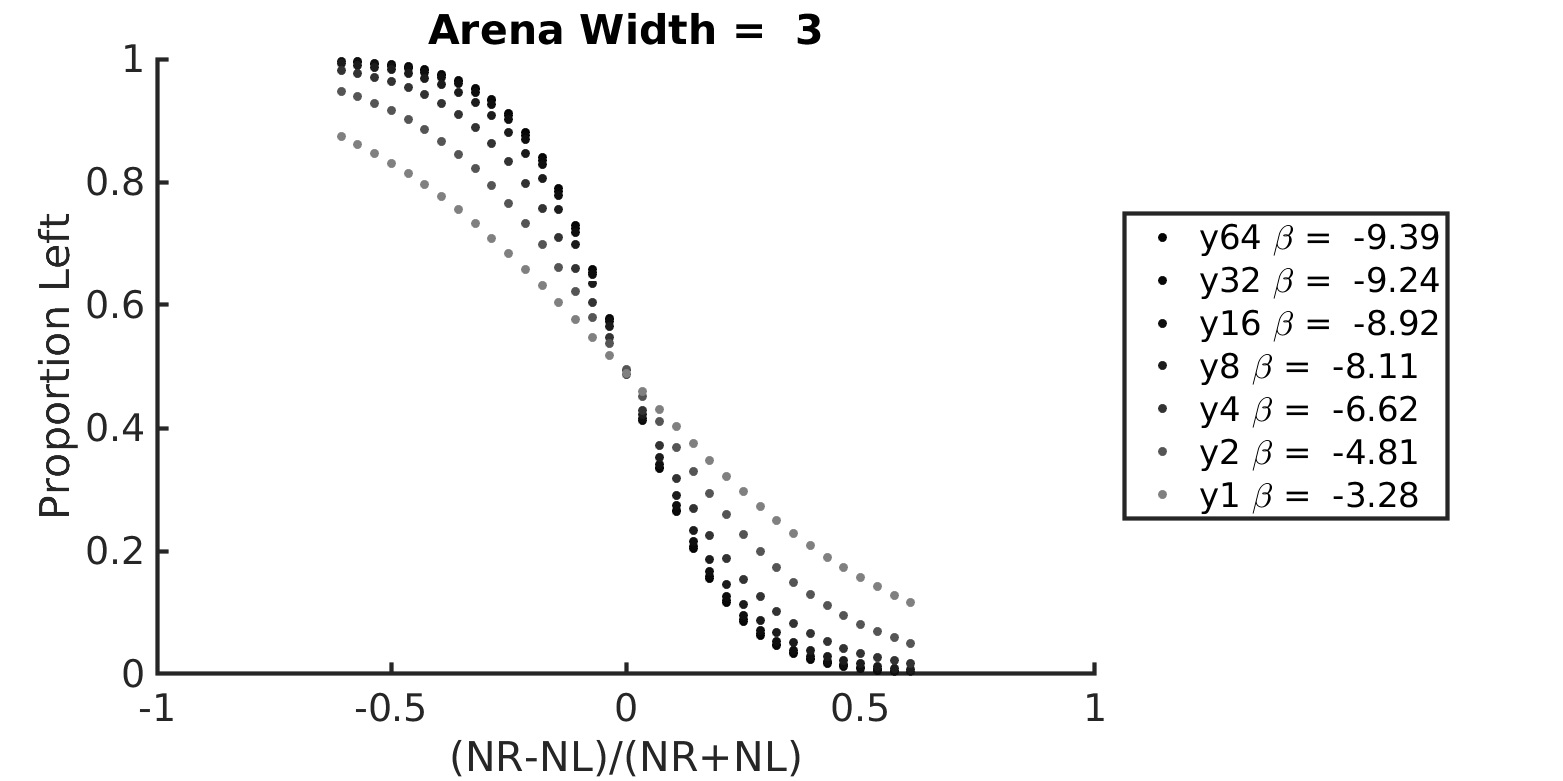 Arena Width =  3
Proportion Left
1
0.8
0.6
0.4
0.2
0
-1
-0.5
0
0.5
1
(NR-NL)/(NR+NL)
y64 β =  -9.39
y32 β =  -9.24
y16 β =  -8.92
y8 β =  -8.11
y4 β =  -6.62
y2 β =  -4.81
y1 β =  -3.28